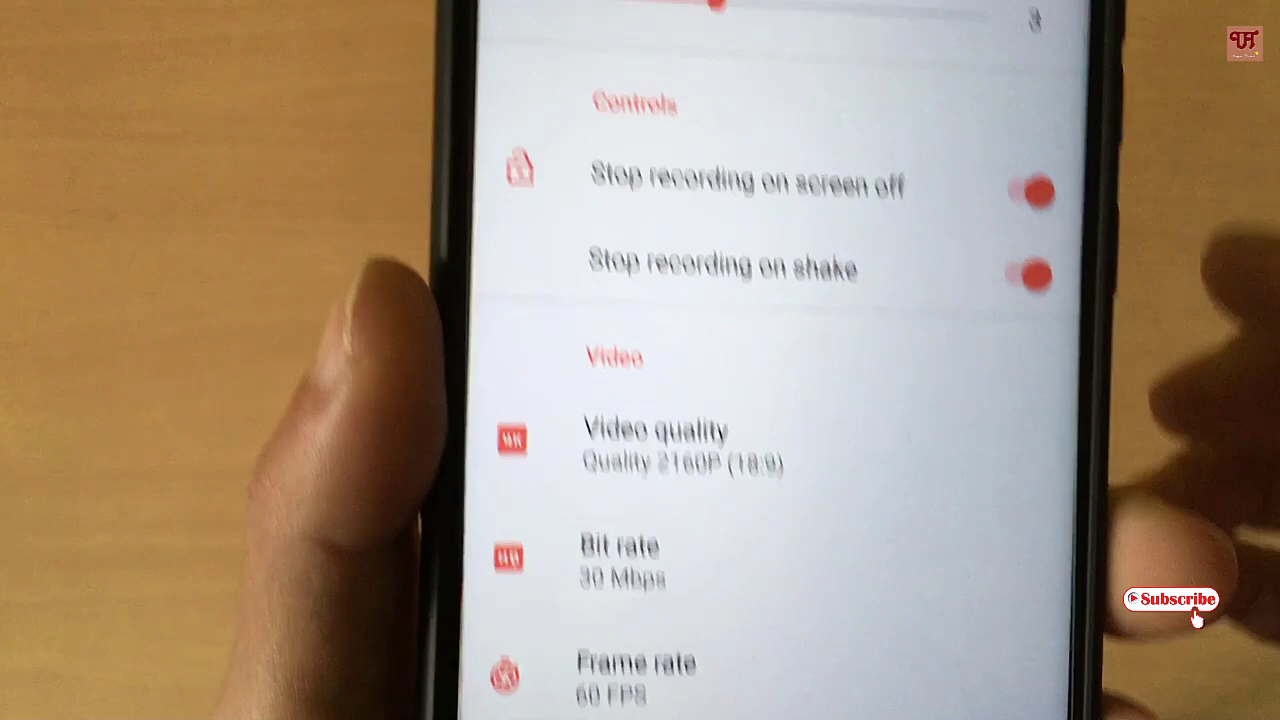 3
Controls
Stop recording on screen off
Stop recording on shake
Video
Video quality
Quality 2160P (18:9)
Bit rate
30 Mbps
Frame rate
60 FPS
Subscribe